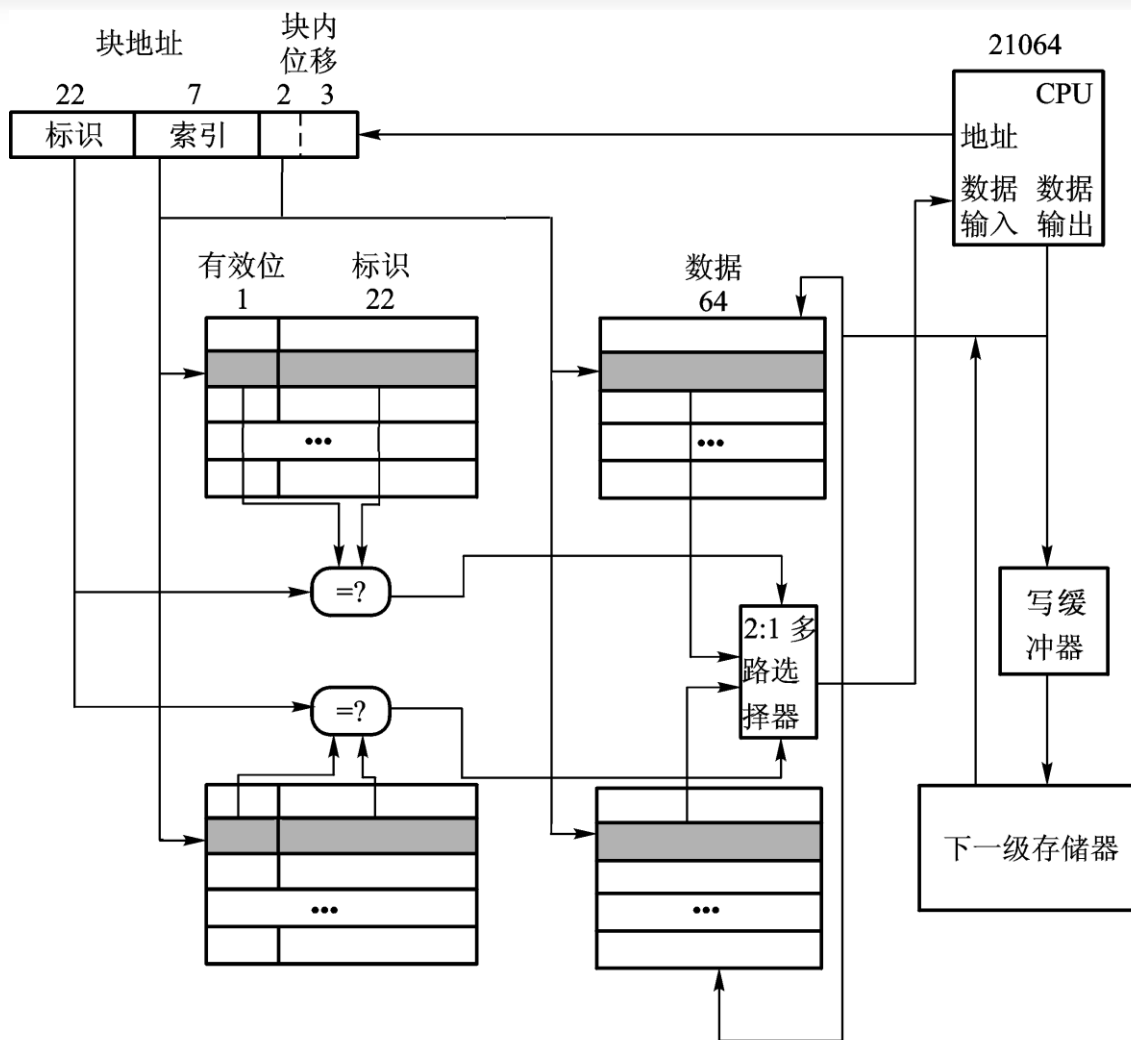 块地址
块内
位移
21064
22
7
2
3
CPU
标识
索引
地址
数据
输入
数据
输出
有效位
标识
数据
1
22
64
•••
•••
=?
写缓
冲器
2:1 多
路选
择器
=?
下一级存储器
•••
•••